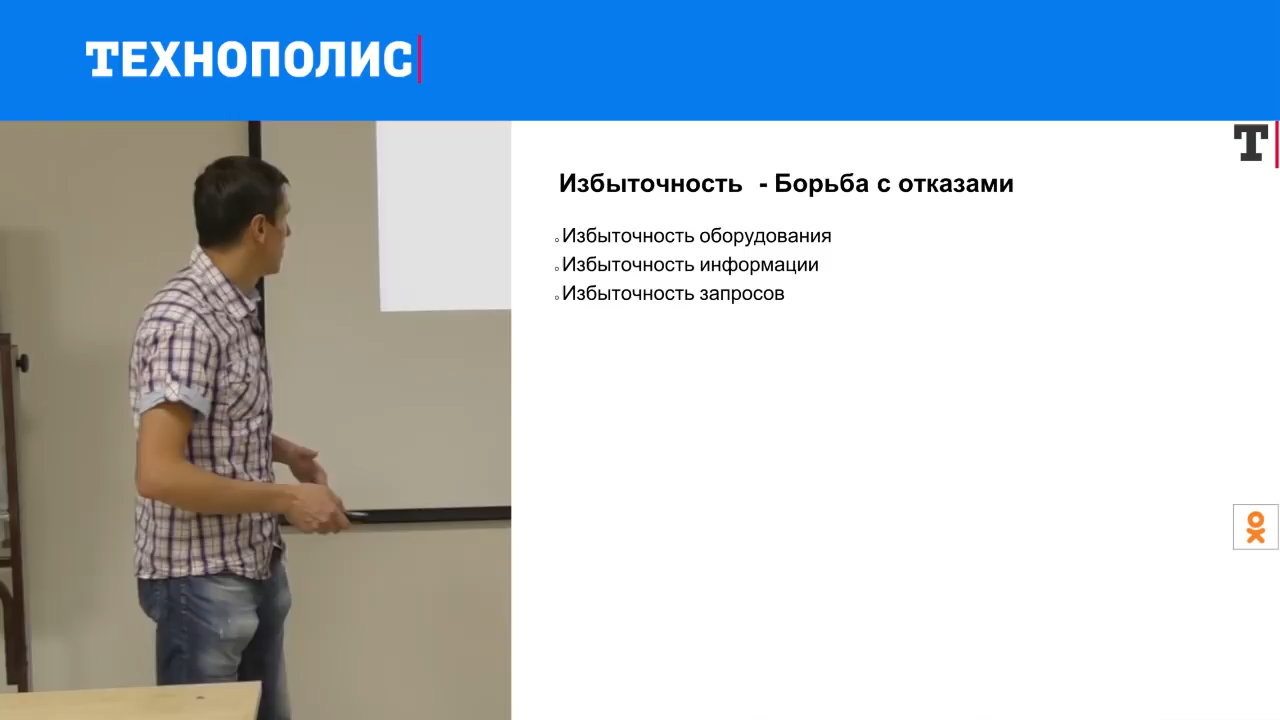 ТЕХНОПОЛИС
Т
Избыточность - Борьба с отказами
Избыточность оборудования
Избыточность информации
Избыточность запросов